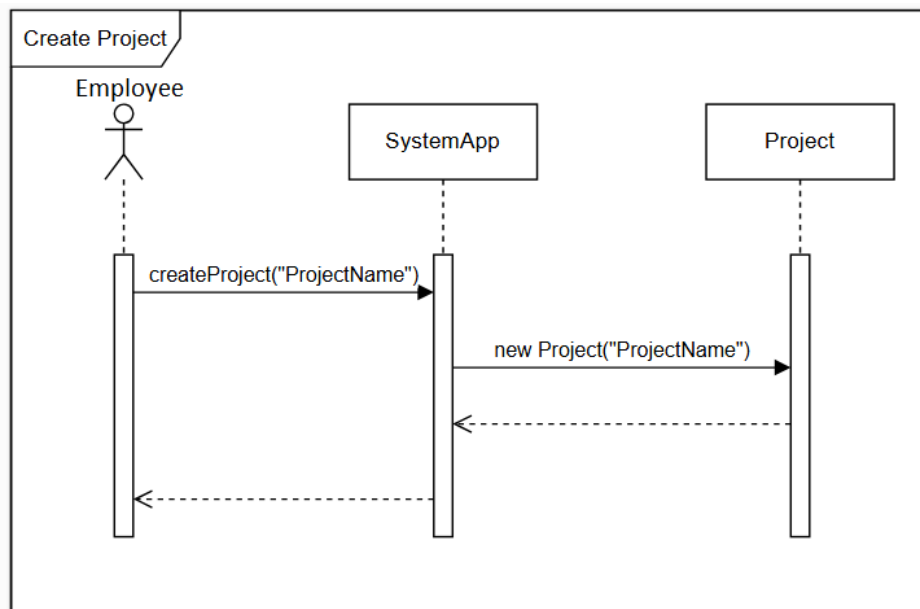 Create Project
Employee
SystemApp
Project
createProject("ProjectName")
new Project("ProjectName")